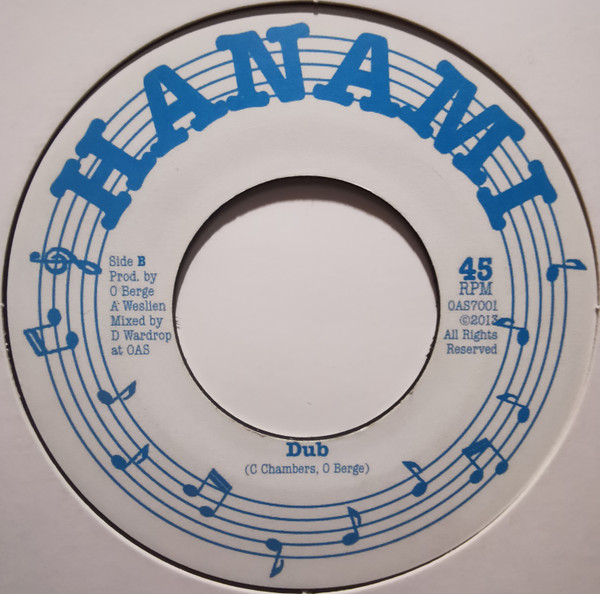 HANAMI
Side B
Prod. by
O Berge
A Weslien
Mixed by
D Wardrop
at OAS
45
RPM
OAS7001
©2013
All Rights
Reserved
Dub
(C Chambers, O Berge)